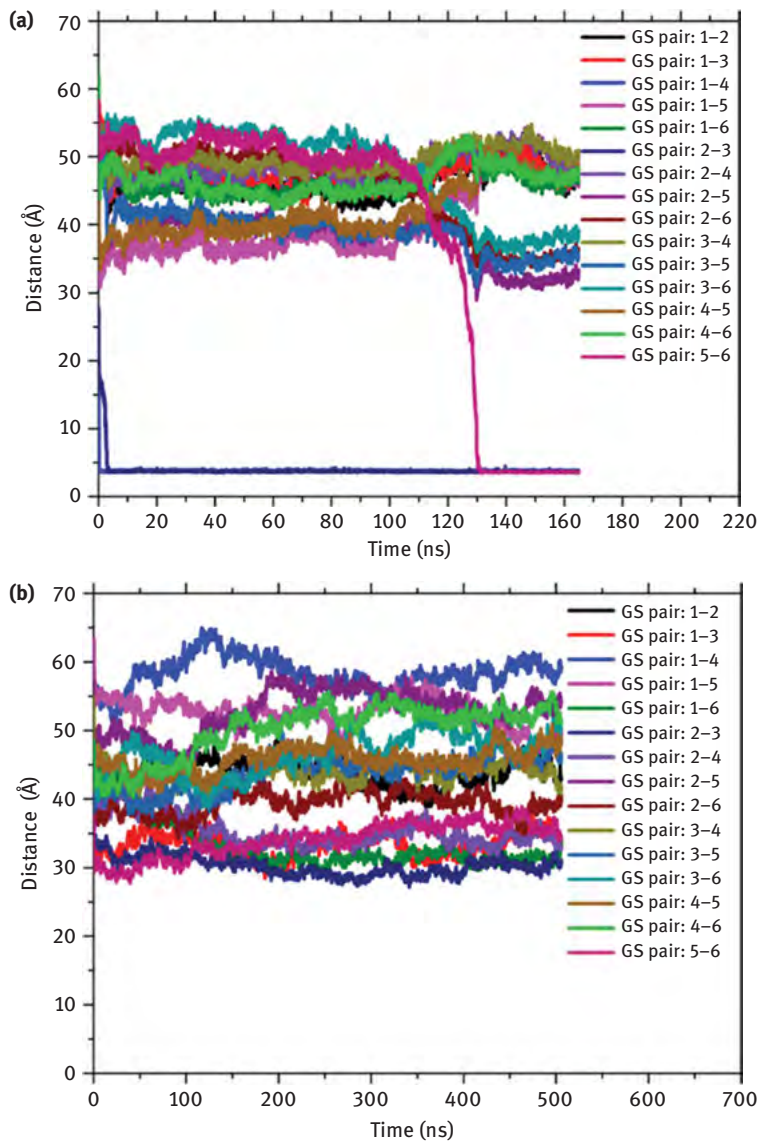 (a)
70
60
50
40
30
20
10
0
Distance (Å)
0 20 40 60 80 100 120 140 160 180 200 220
Time (ns)
GS pair: 1–2
GS pair: 1–3
GS pair: 1–4
GS pair: 1–5
GS pair: 1–6
GS pair: 2–3
GS pair: 2–4
GS pair: 2–5
GS pair: 2–6
GS pair: 3–4
GS pair: 3–5
GS pair: 3–6
GS pair: 4–5
GS pair: 4–6
GS pair: 5–6
(b)
70
60
50
40
30
20
10
0
Distance (Å)
0 100 200 300 400 500 600 700
Time (ns)
GS pair: 1–2
GS pair: 1–3
GS pair: 1–4
GS pair: 1–5
GS pair: 1–6
GS pair: 2–3
GS pair: 2–4
GS pair: 2–5
GS pair: 2–6
GS pair: 3–4
GS pair: 3–5
GS pair: 3–6
GS pair: 4–5
GS pair: 4–6
GS pair: 5–6